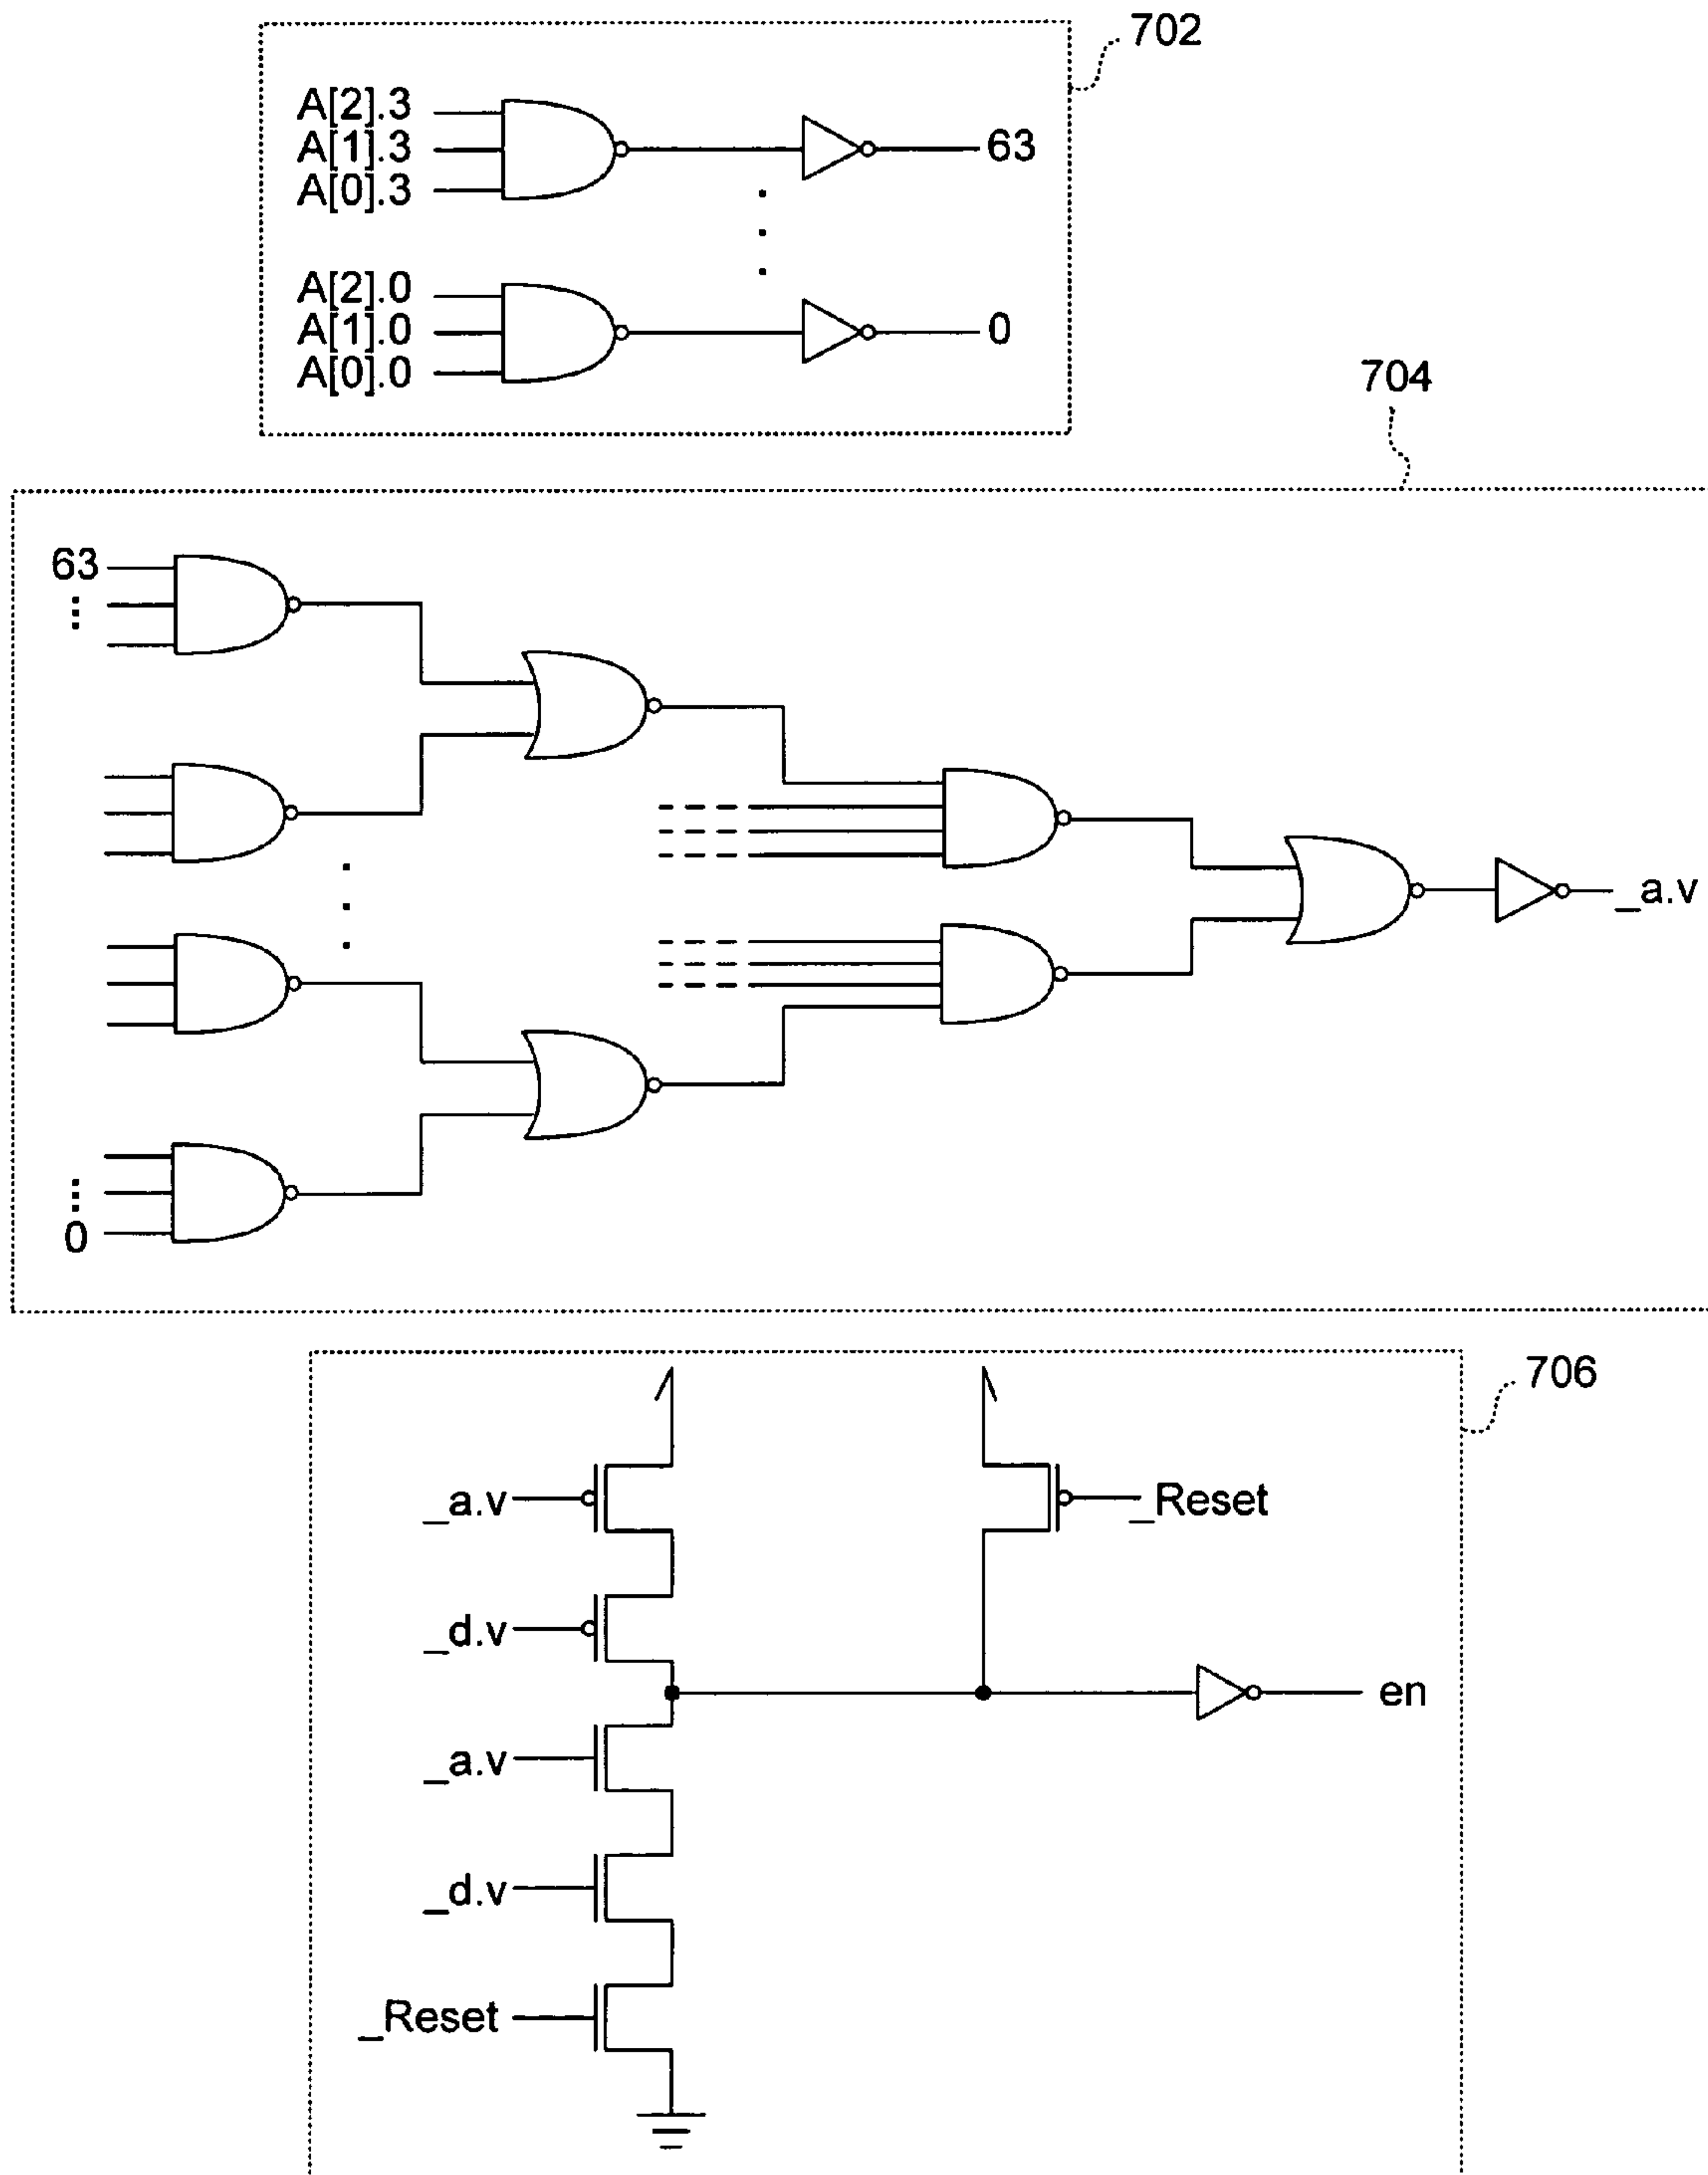 702
A[2].3
A[1].3
A[0].3
63
A[2].0
A[1].0
A[0].0
0
704
63
...
_a.v
...
0
706
_a.v
_Reset
_d.v
en
_a.v
_d.v
_Reset